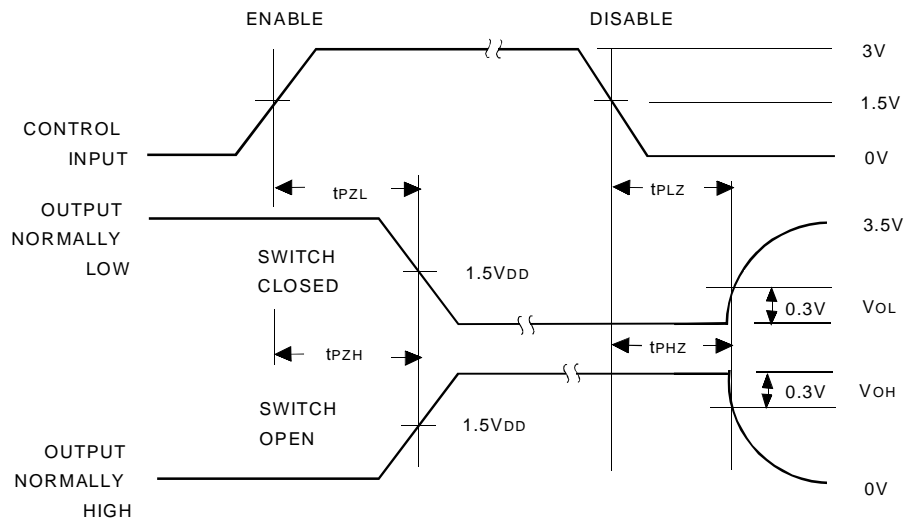 ENABLE
DISABLE
3V
1.5V
CONTROL
INPUT
0V
tPZL
tPLZ
OUTPUT
NORMALLY
LOW
3.5V
SWITCH
CLOSED
1.5VDD
0.3V
VOL
tPZH
tPHZ
SWITCH
OPEN
1.5VDD
0.3V
VOH
OUTPUT
NORMALLY
HIGH
0V